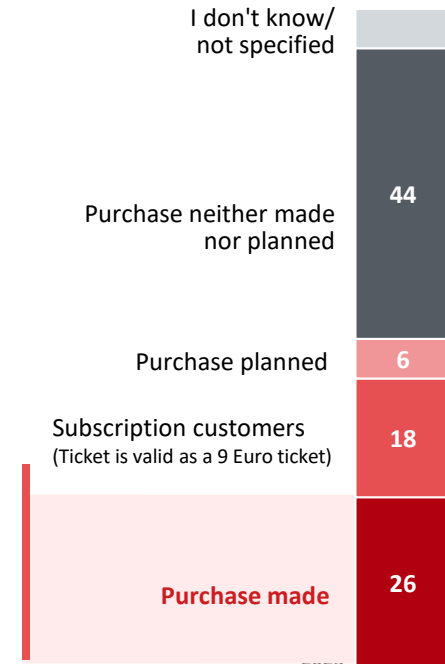 I don't know/
not specified
44
Purchase neither made
nor planned
Purchase planned
6
Subscription customers
(Ticket is valid as a 9 Euro ticket)
18
Purchase made
26